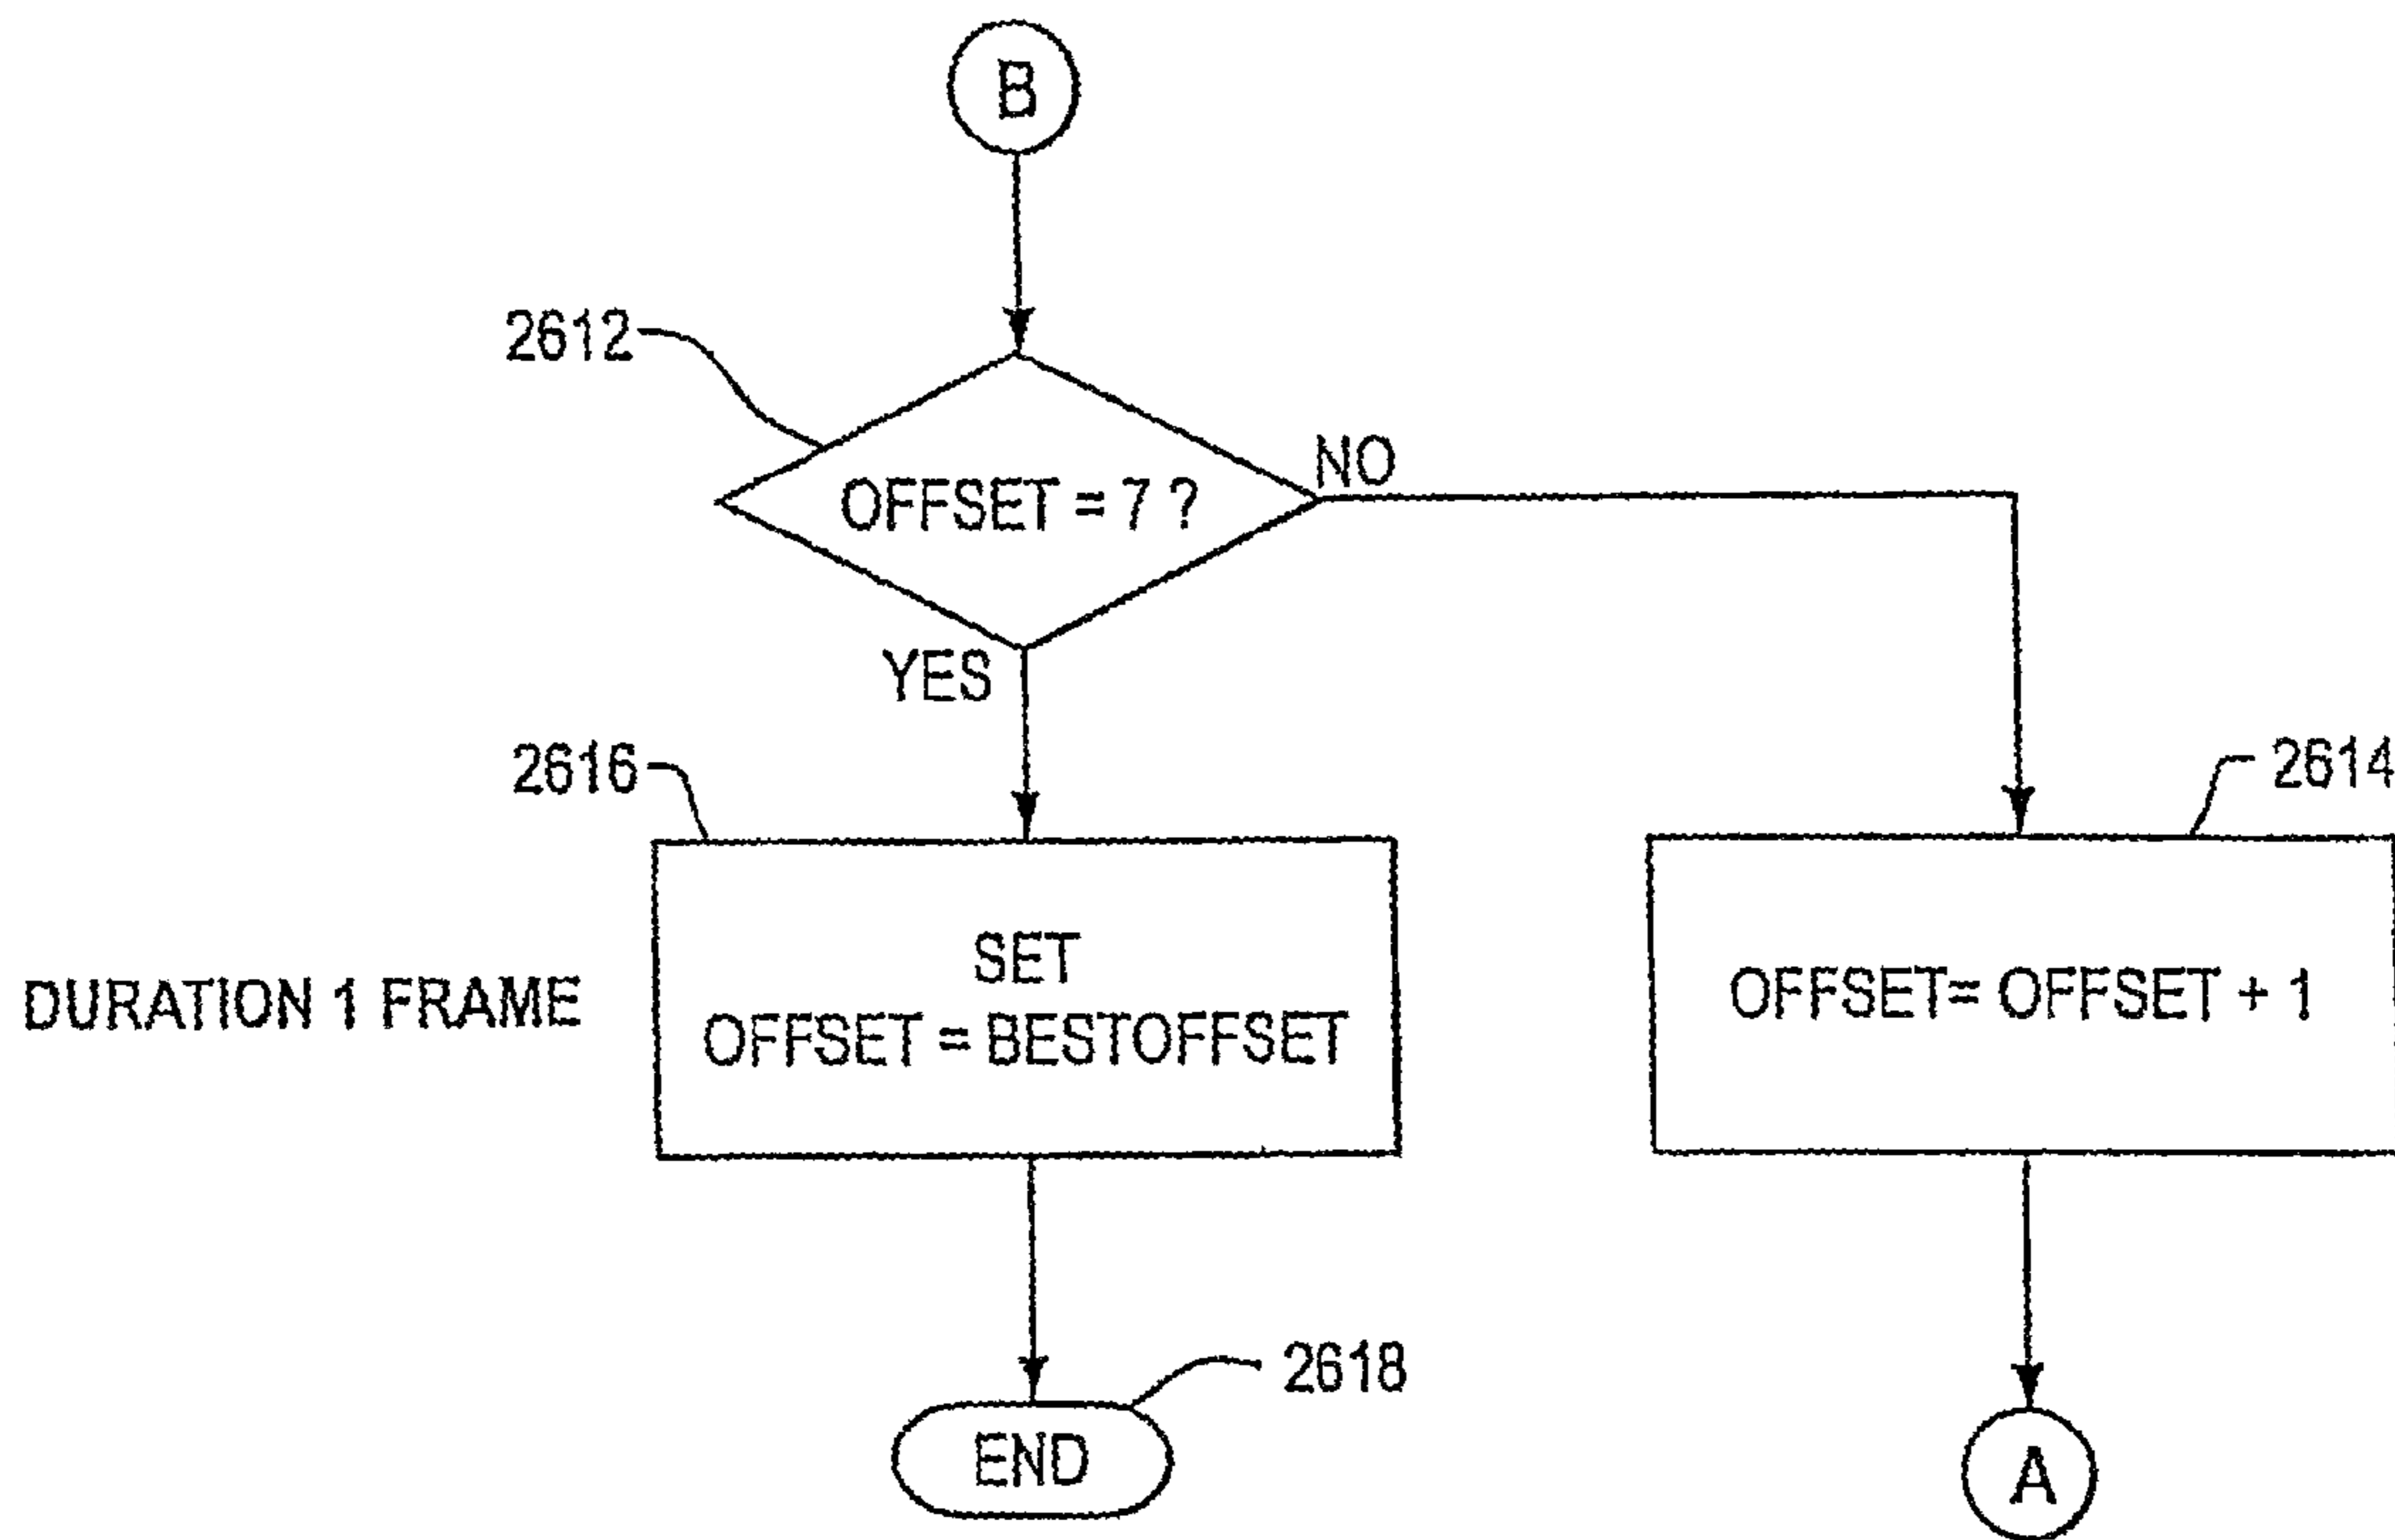 B
2612
OFFSET = 7 ?
NO
YES
2616
2614
SET
OFFSET = BESTOFFSET
DURATION 1 FRAME
OFFSET= OFFSET + 1
2618
END
A